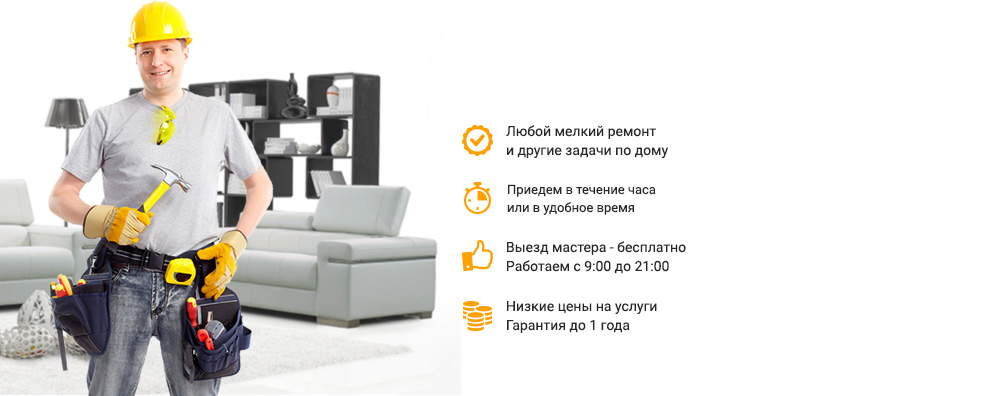 Любой мелкий ремонт
и другие задачи по дому
Приедем в течение часа
или в удобное время
Выезд мастера - бесплатно
Работаем с 9:00 до 21:00
Низкие цены на услуги
Гарантия до 1 года